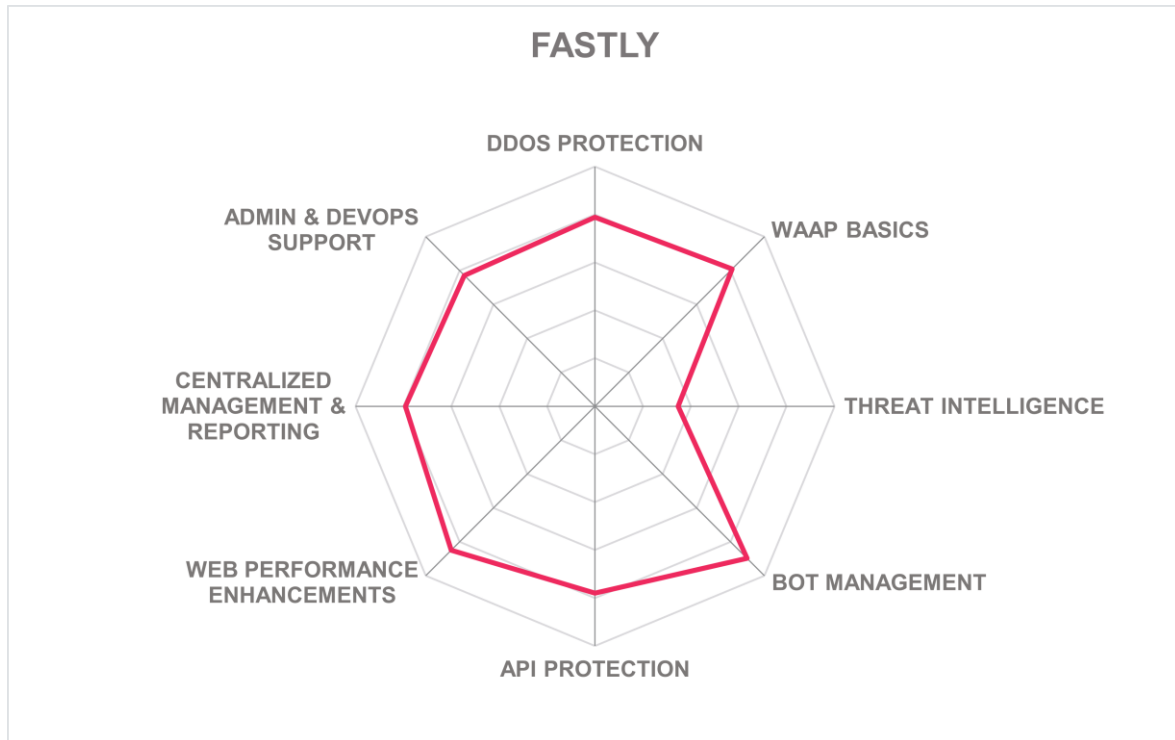 FASTLY
DDOS PROTECTION
ADMIN & DEVOPS
SUPPORT
WAAP BASICS
CENTRALIZED
MANAGEMENT &
REPORTING
THREAT INTELLIGENCE
WEB PERFORMANCE
ENHANCEMENTS
BOT MANAGEMENT
API PROTECTION